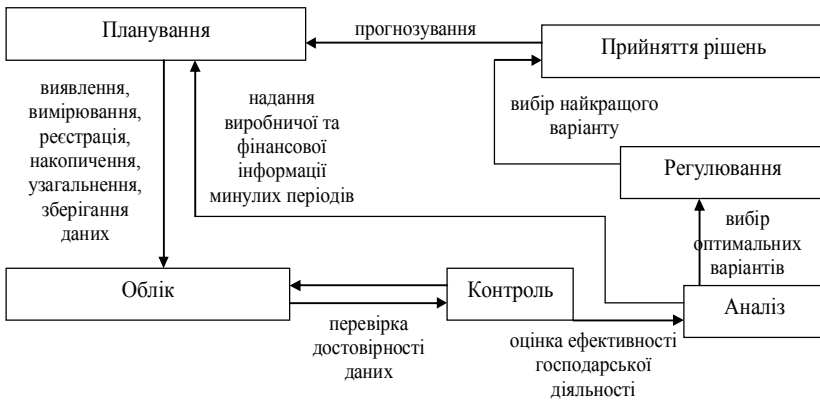 Планування
прогнозування
Прийняття рішень
виявлення,
вимірювання,
реєстрація,
накопичення,
узагальнення,
зберігання
даних
надання
виробничої та
фінансової
інформації
минулих періодів
вибір найкращого
варіанту
Регулювання
вибір
оптимальних
варіантів
Облік
Контроль
Аналіз
перевірка
достовірності
даних
оцінка ефективності
господарської
діяльності